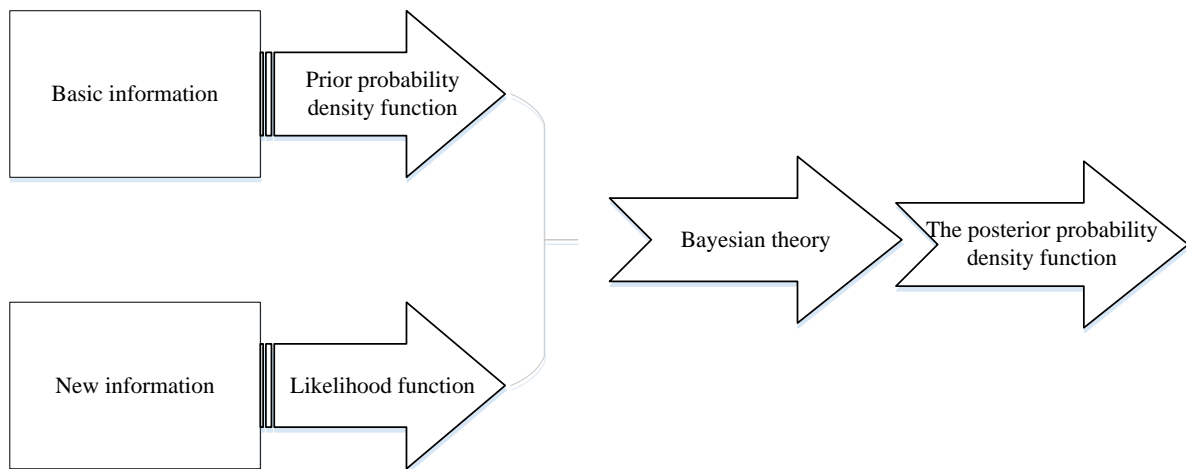 Basic information
Prior probability
density function
Bayesian theory
The posterior probability
density function
New information
Likelihood function